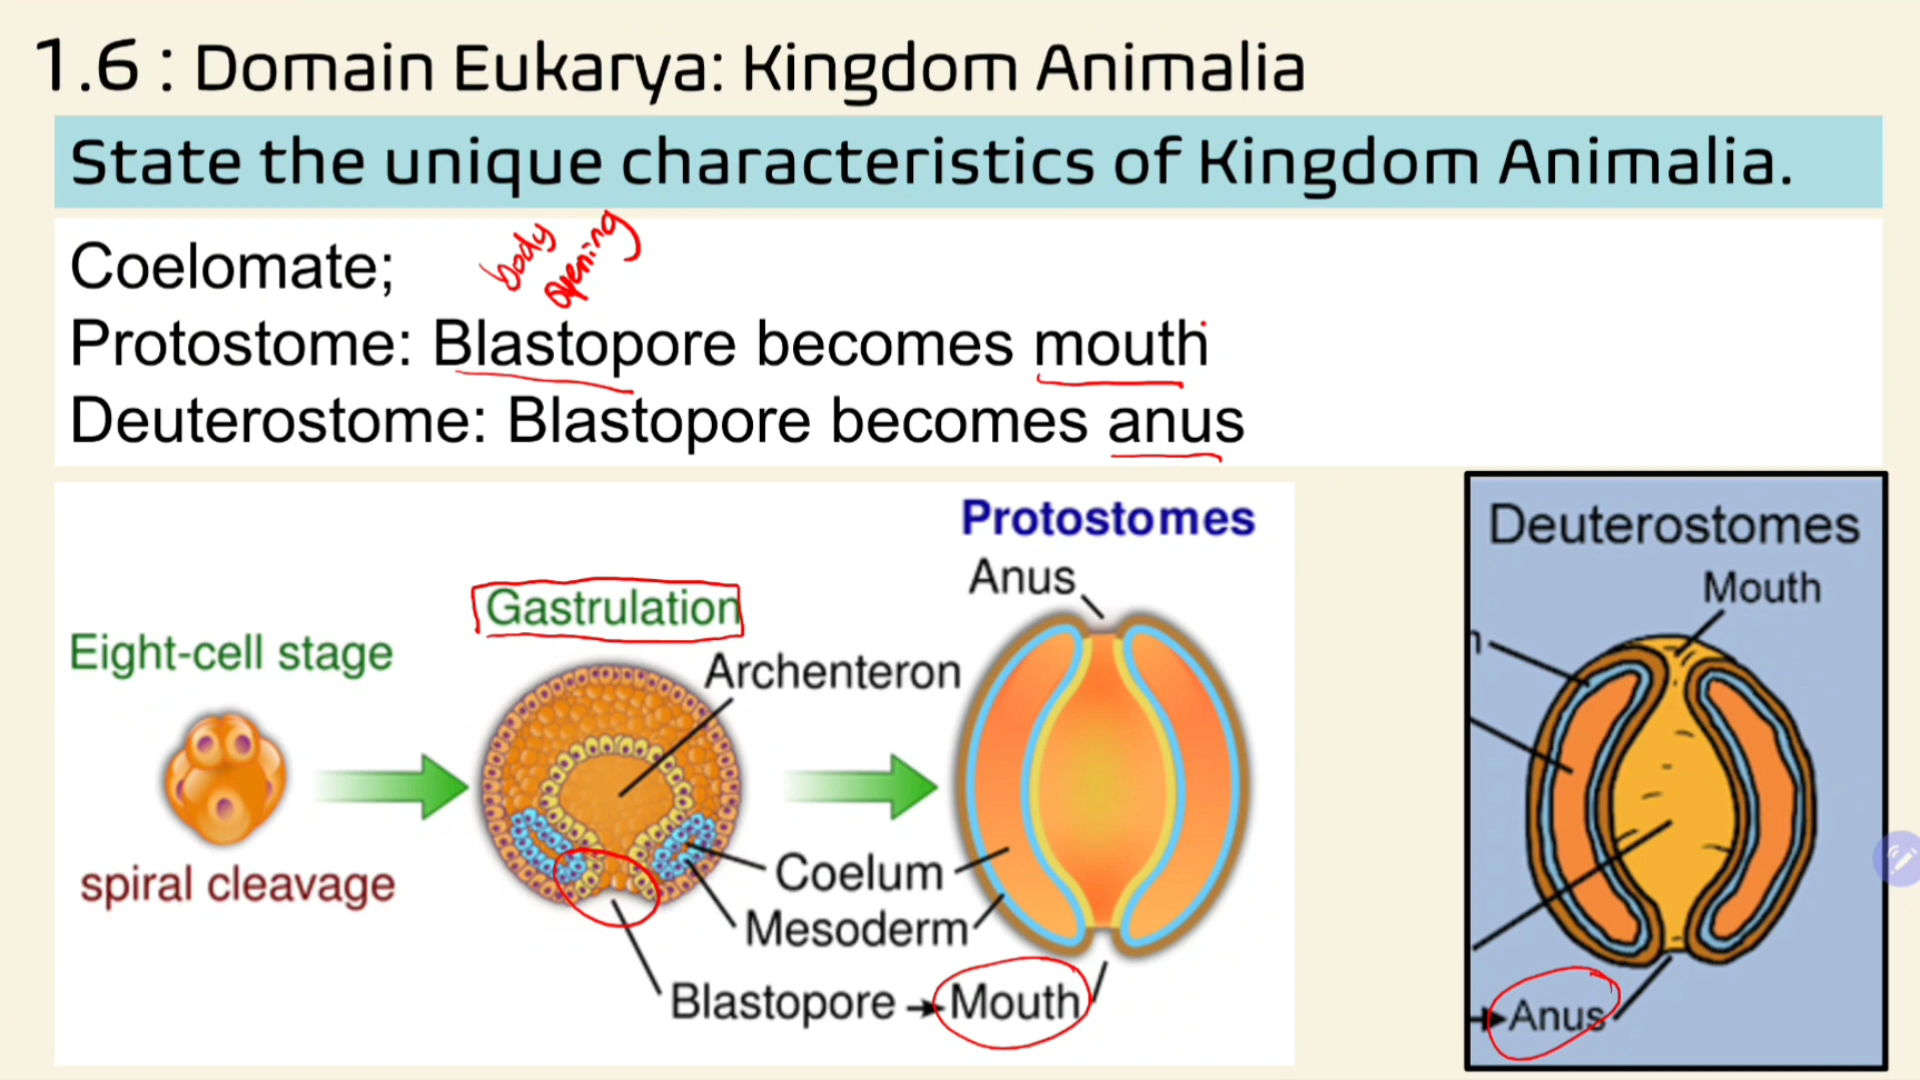 1.6 : Domain Eukarya: Kingdom Animalia
State the unique characteristics of Kingdom Animalia.
Coelomate;
body
opening
Protostome: Blastopore becomes mouth
Deuterostome: Blastopore becomes anus
Protostomes
Anus
Gastrulation
Eight-cell stage
Archenteron
spiral cleavage
Coelum
Mesoderm
Blastopore → Mouth
Deuterostomes
Mouth
Anus